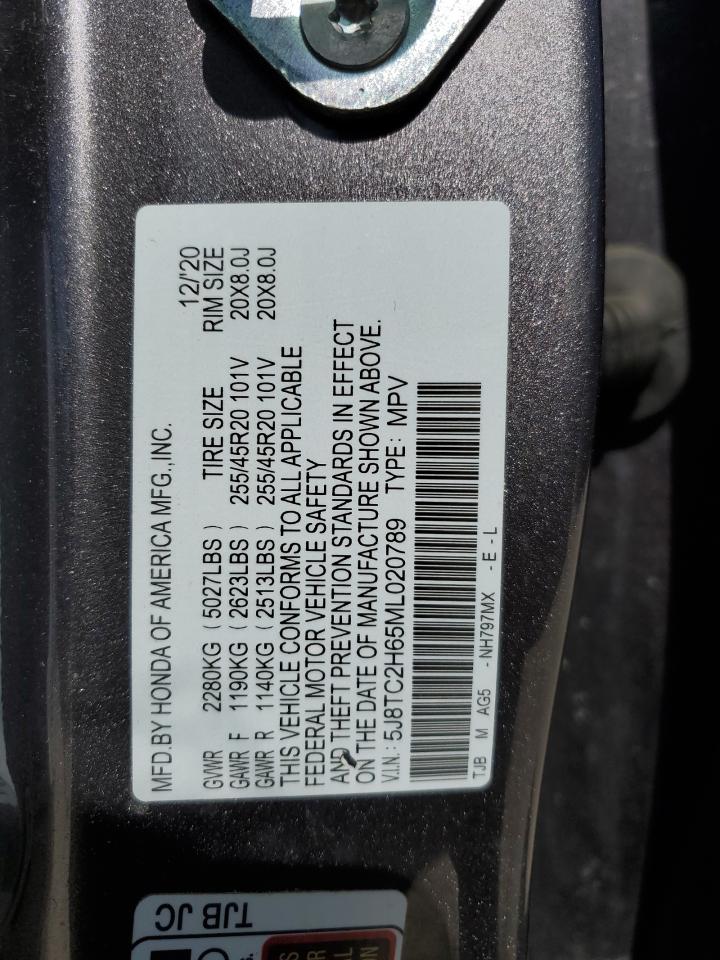 MFD.BY HONDA OF AMERICA MFG.,INC. 12/'20
GVWR 2280KG ( 5027LBS ) TIRE SIZE RIM SIZE
GAWR F 1190KG ( 2623LBS ) 255/45R20 101V 20X8.0J
GAWR R 1140KG ( 2513LBS ) 255/45R20 101V 20X8.0J
THIS VEHICLE CONFORMS TO ALL APPLICABLE
FEDERAL MOTOR VEHICLE SAFETY
AND THEFT PREVENTION STANDARDS IN EFFECT
ON THE DATE OF MANUFACTURE SHOWN ABOVE.
V.I.N.: 5J8TC2H65ML020789 TYPE: MPV
TJB M AG5 - NH797MX - E - L
TJB JC